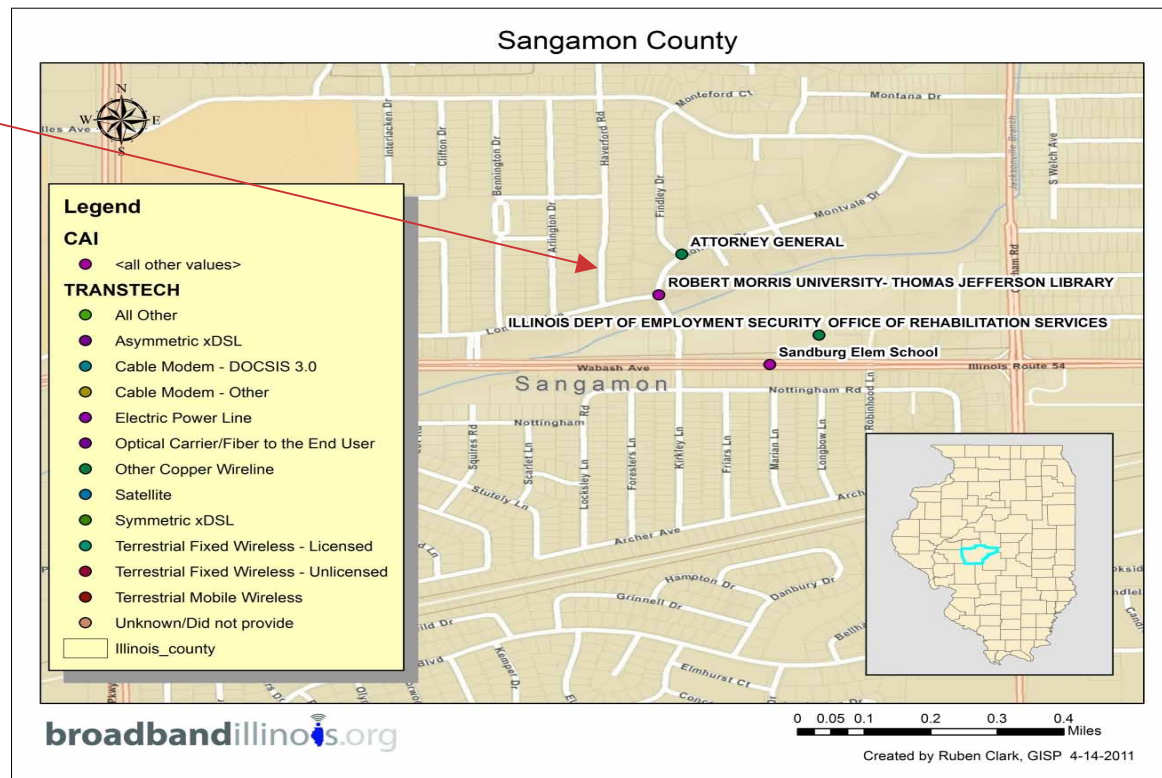 Sangamon County
N
W
E
S
lles Ave
Interlacken Dr
Clifton Dr
Bennington Dr
Arlington Dr
Haverford Rd
Findley Dr
Monteford Ct
Montana Dr
Montvale Dr
Jacksonville Branch
S Welch Ave
ATTORNEY GENERAL
ROBERT MORRIS UNIVERSITY- THOMAS JEFFERSON LIBRARY
ILLINOIS DEPT OF EMPLOYMENT SECURITY OFFICE OF REHABILITATION SERVICES
Sandburg Elem School
Wabash Ave
Illinois Route 54
Sangamon
Nottingham Rd
Nottingham
Robinhood Ln
Squires Rd
Scarlet Ln
Locksley Ln
Rd
Foresters Ln
Kirkley Ln
Friars Ln
Marian Ln
Longbow Ln
Stutely Ln
Archer Ave
Hampton Dr
Danbury Dr
Grinnell Dr
Kemper Dr
Blvd
Elmhurst Ct
Legend
CAI
<all other values>
TRANSTECH
All Other
Asymmetric xDSL
Cable Modem - DOCSIS 3.0
Cable Modem - Other
Electric Power Line
Optical Carrier/Fiber to the End User
Other Copper Wireline
Satellite
Symmetric xDSL
Terrestrial Fixed Wireless - Licensed
Terrestrial Fixed Wireless - Unlicensed
Terrestrial Mobile Wireless
Unknown/Did not provide
Illinois_county
broadbandillinois.org
0 0.05 0.1 0.2 0.3 0.4
Miles
Created by Ruben Clark, GISP 4-14-2011